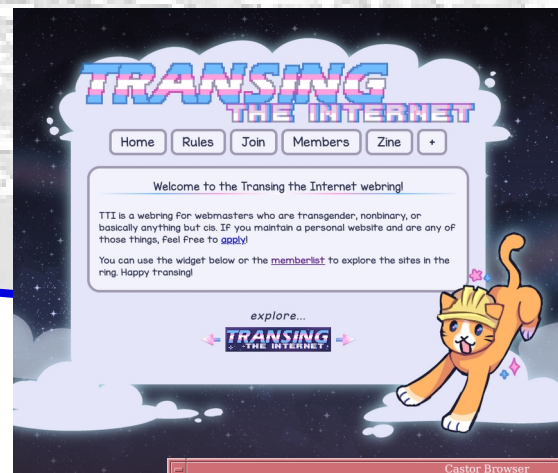 TRANSING
THE INTERNET
Home Rules Join Members Zine +
Welcome to the Transing the Internet webring!
TTI is a webring for webmasters who are transgender, nonbinary, or
basically anything but cis. If you maintain a personal website and are any of
those things, feel free to apply!
You can use the widget below or the memberlist to explore the sites in the
ring. Happy transing!
explore...
TRANSING
THE INTERNET
Castor Browser